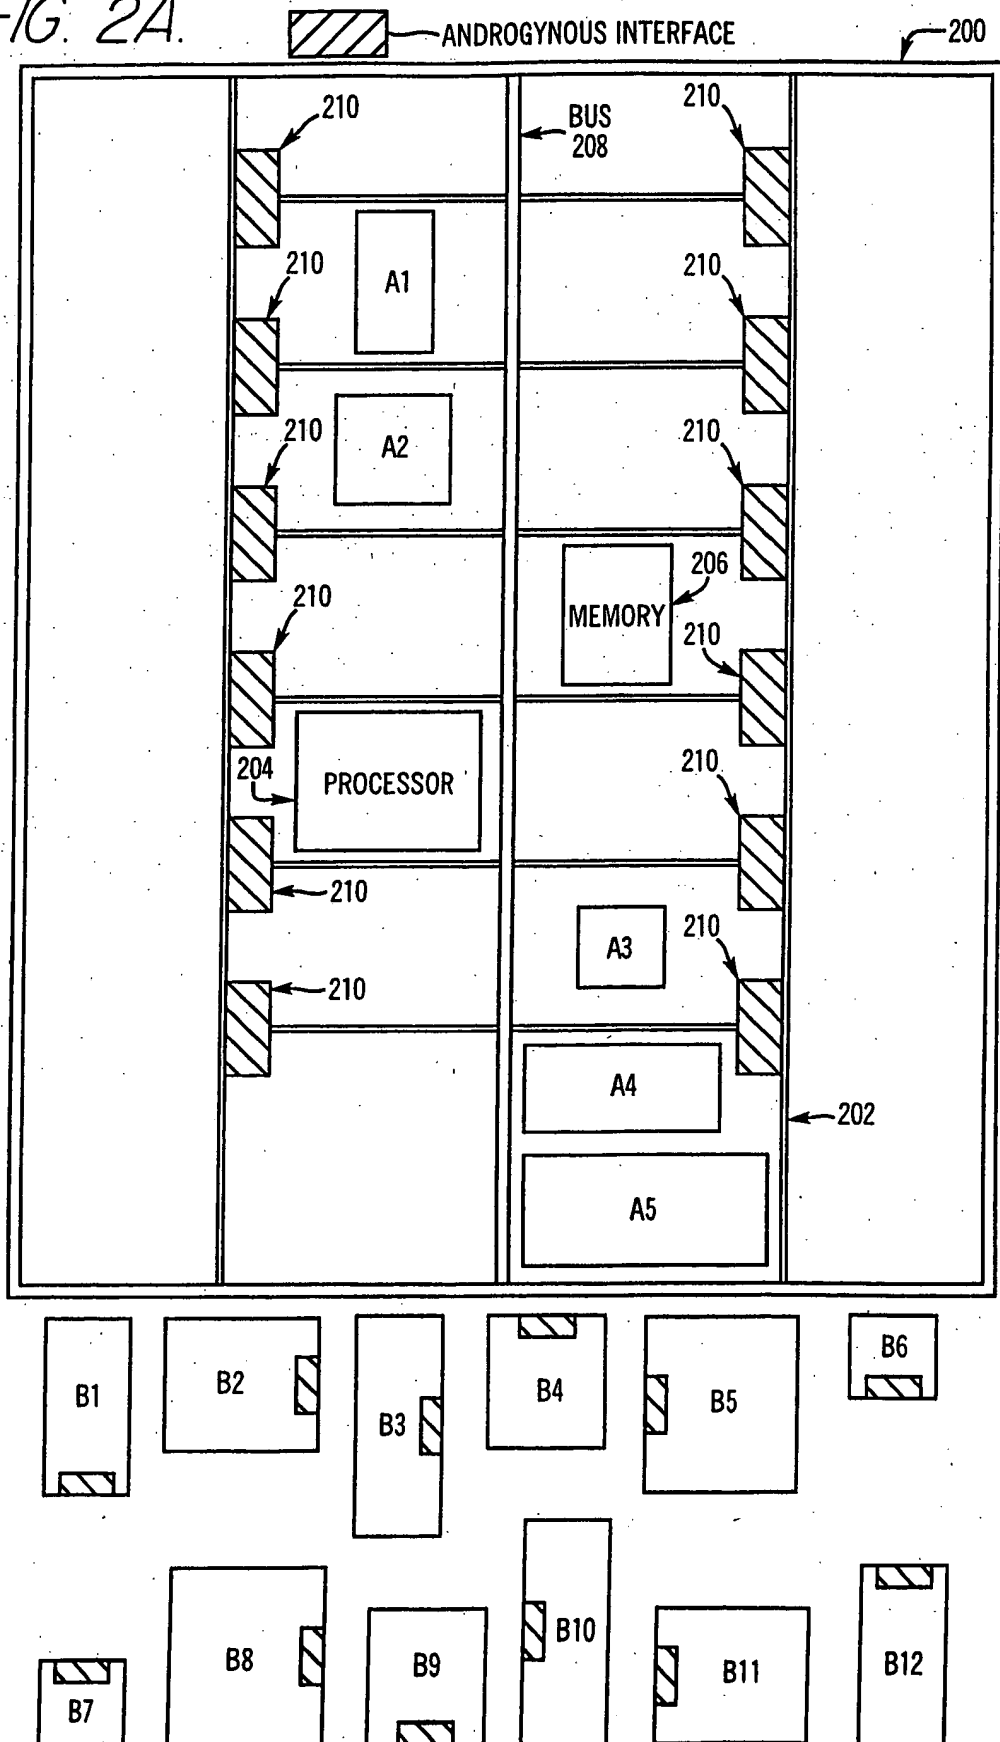 FIG. 2A.
ANDROGYNOUS INTERFACE
200
210
BUS
208
210
210
A1
210
210
A2
210
210
206
MEMORY
210
204
PROCESSOR
210
210
A3
210
210
A4
202
A5
B1
B2
B3
B4
B5
B6
B7
B8
B9
B10
B11
B12